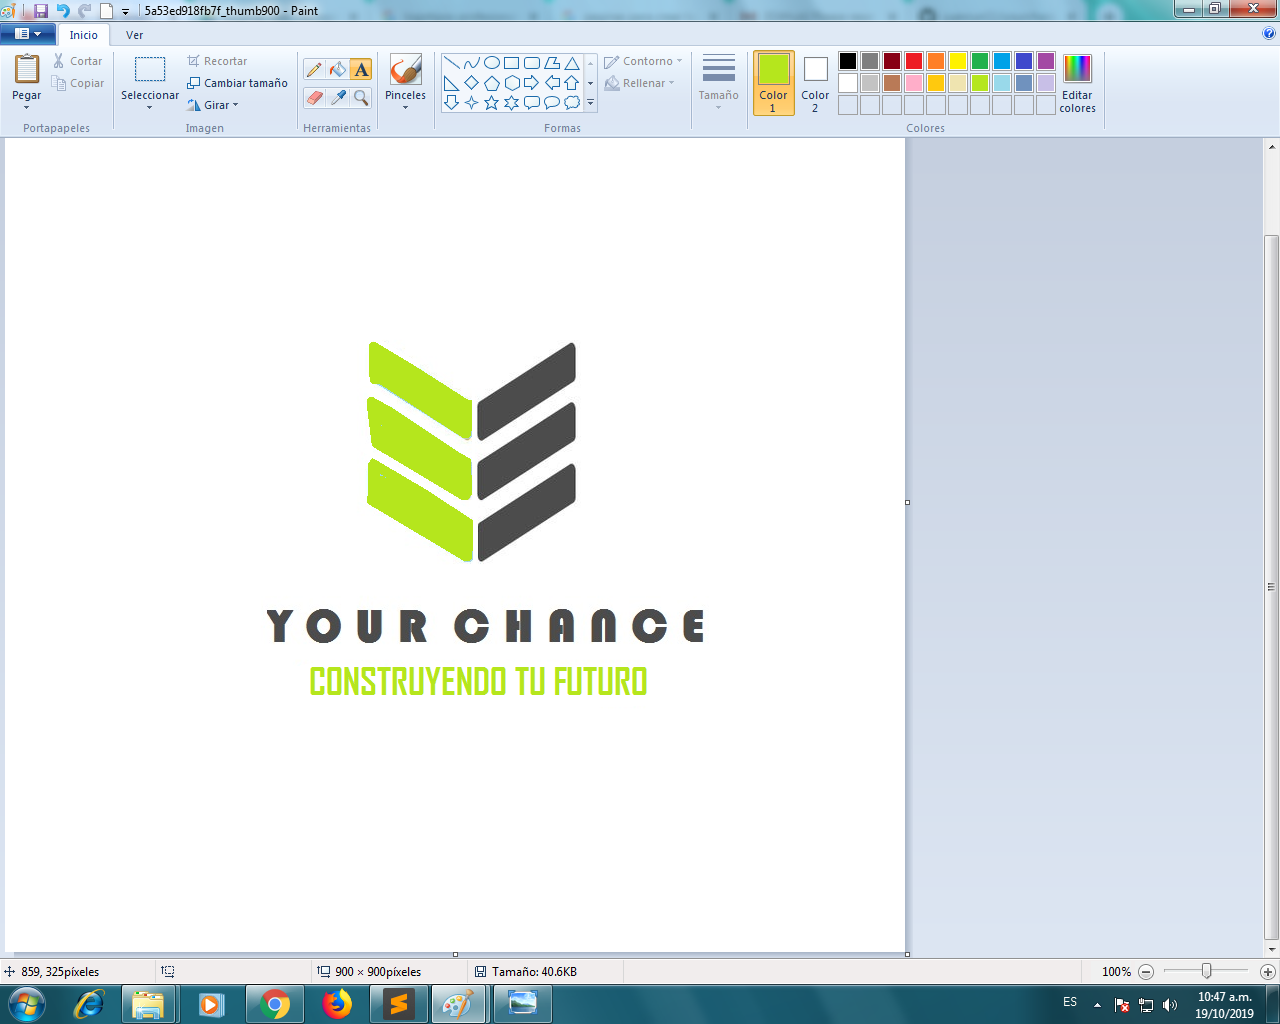 5a53ed918fb7f_thumb900 - Paint
Inicio Ver
Pegar
Cortar
Copiar
Portapapeles
Seleccionar
Recortar
Cambiar tamaño
Girar
Imagen
A
Herramientas
Pinceles
Contorno
Rellenar
Formas
Tamaño
Color 1
Color 2
Editar colores
Colores
YOUR CHANCE
CONSTRUYENDO TU FUTURO
859, 325píxeles 900 × 900píxeles Tamaño: 40.6KB 100%
ES 10:47 a.m.
19/10/2019